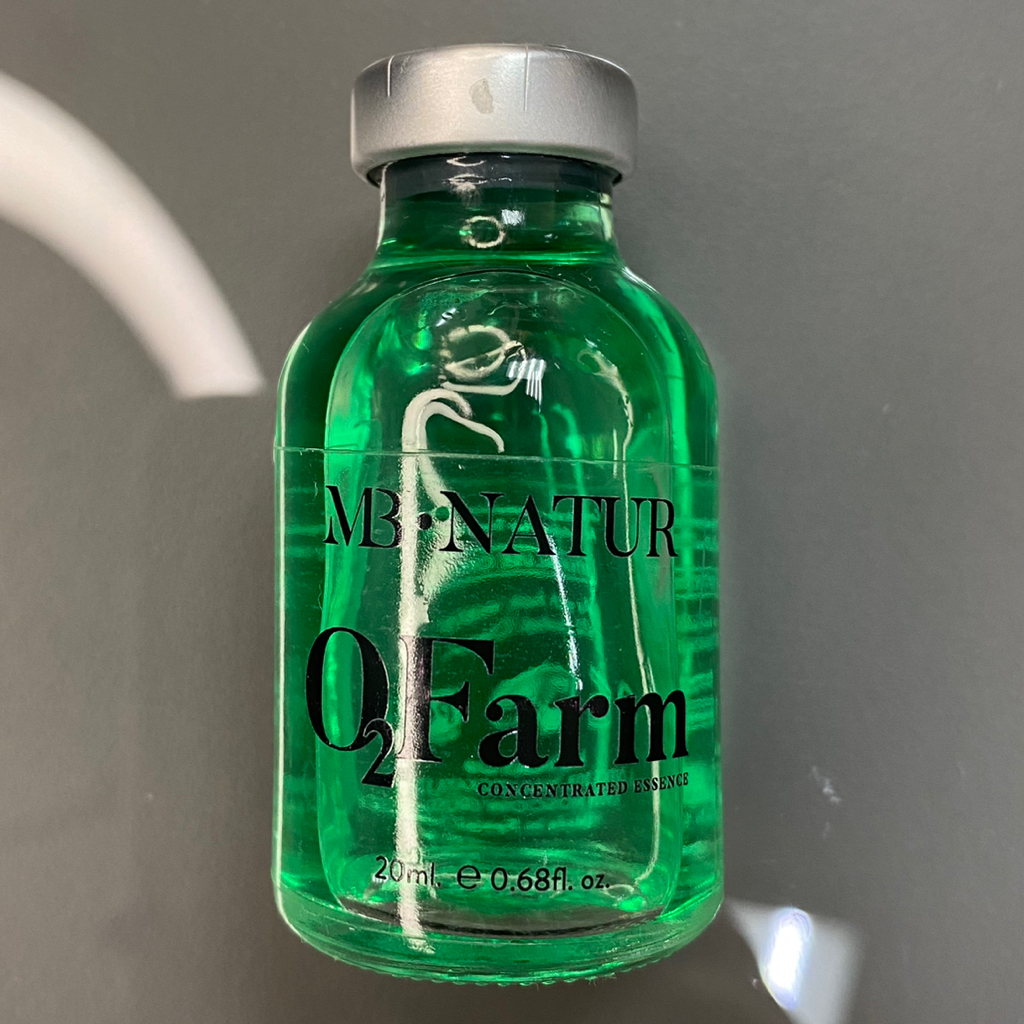 MB·NATUR
O₂Farm
CONCENTRATED ESSENCE
20ml. ℮ 0.68fl. oz.